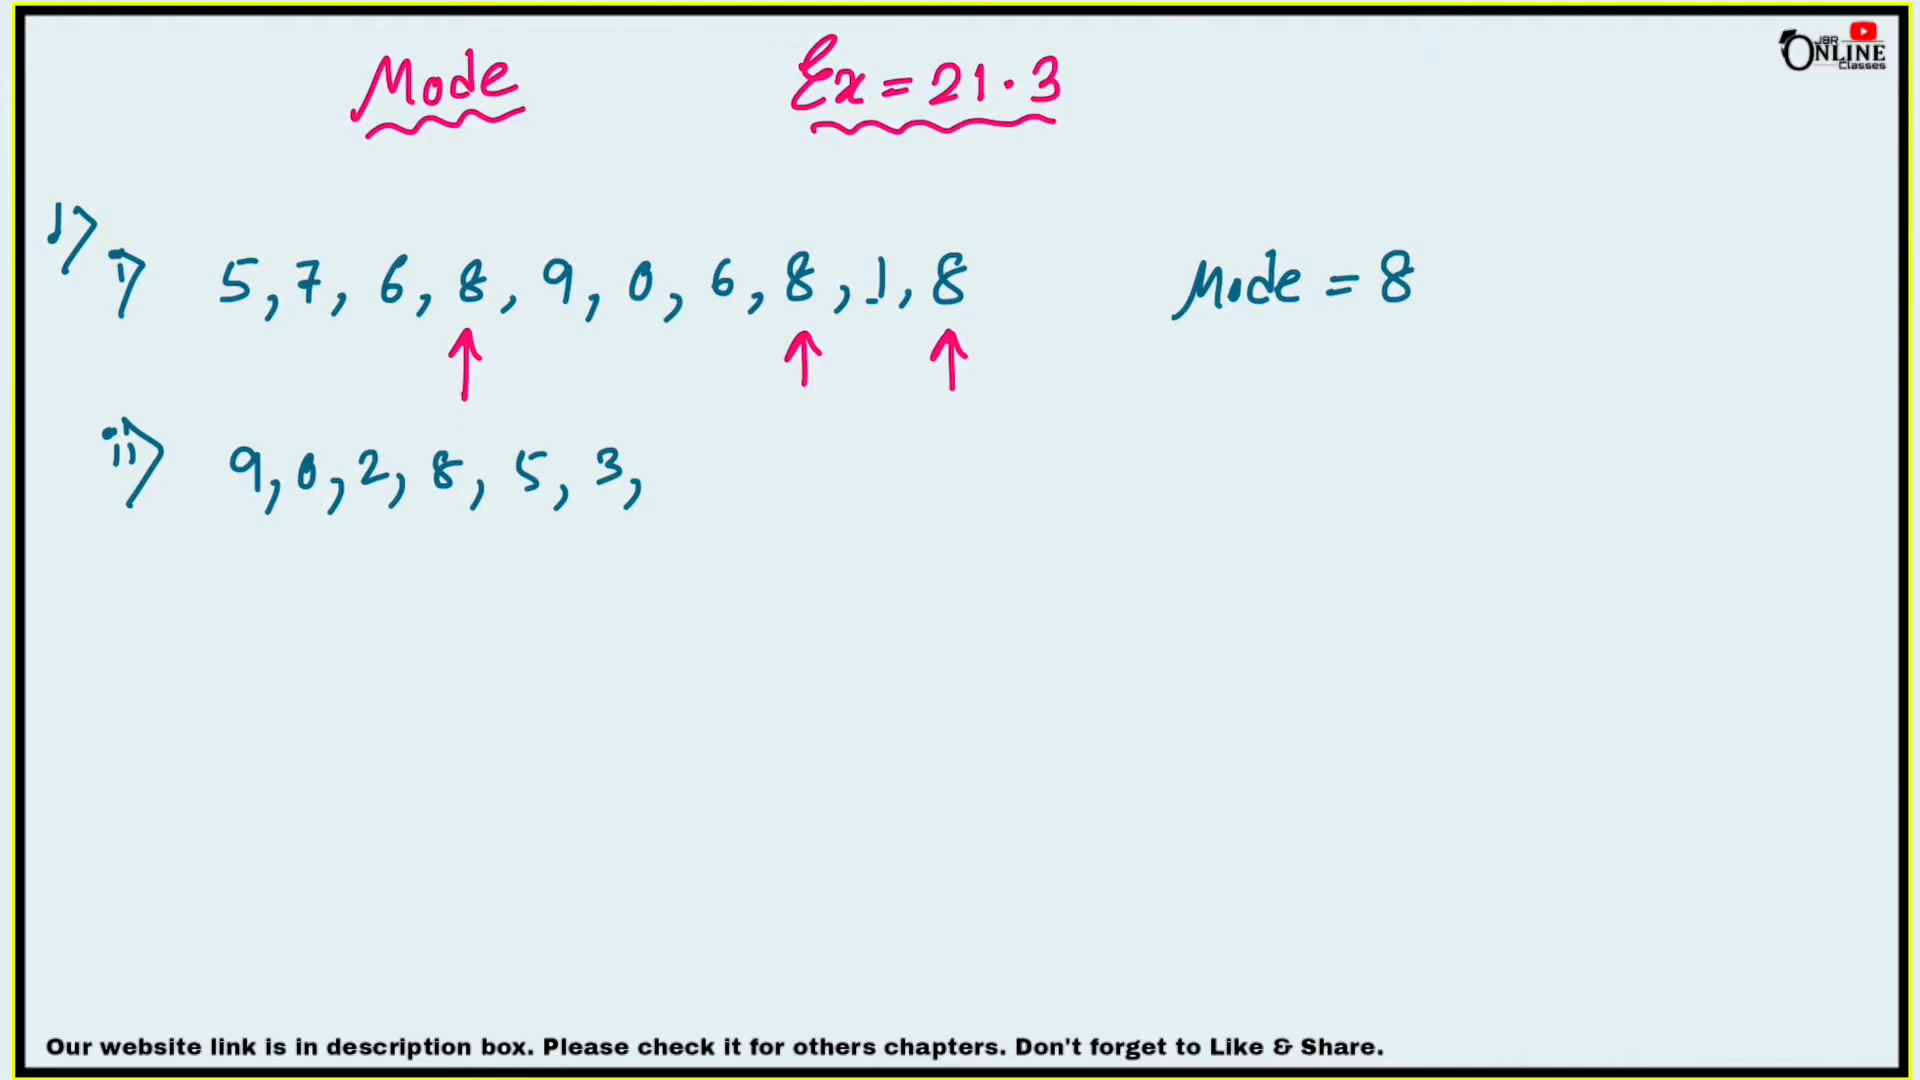 Mode Ex = 21.3
JBR ONLINE Classes
1) i) 5, 7, 6, 8, 9, 0, 6, 8, 1, 8 Mode = 8
↑ ↑ ↑
ii) 9, 0, 2, 8, 5, 3,
Our website link is in description box. Please check it for others chapters. Don't forget to Like & Share.